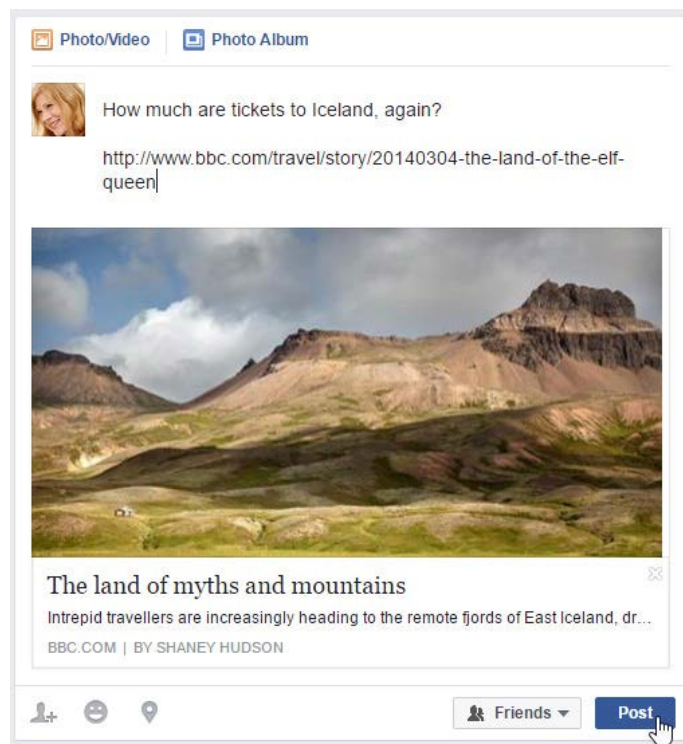 Photo/Video Photo Album
How much are tickets to Iceland, again?
http://www.bbc.com/travel/story/20140304-the-land-of-the-elf-
queen
The land of myths and mountains
Intrepid travellers are increasingly heading to the remote fjords of East Iceland, dr...
BBC.COM | BY SHANEY HUDSON
Friends Post